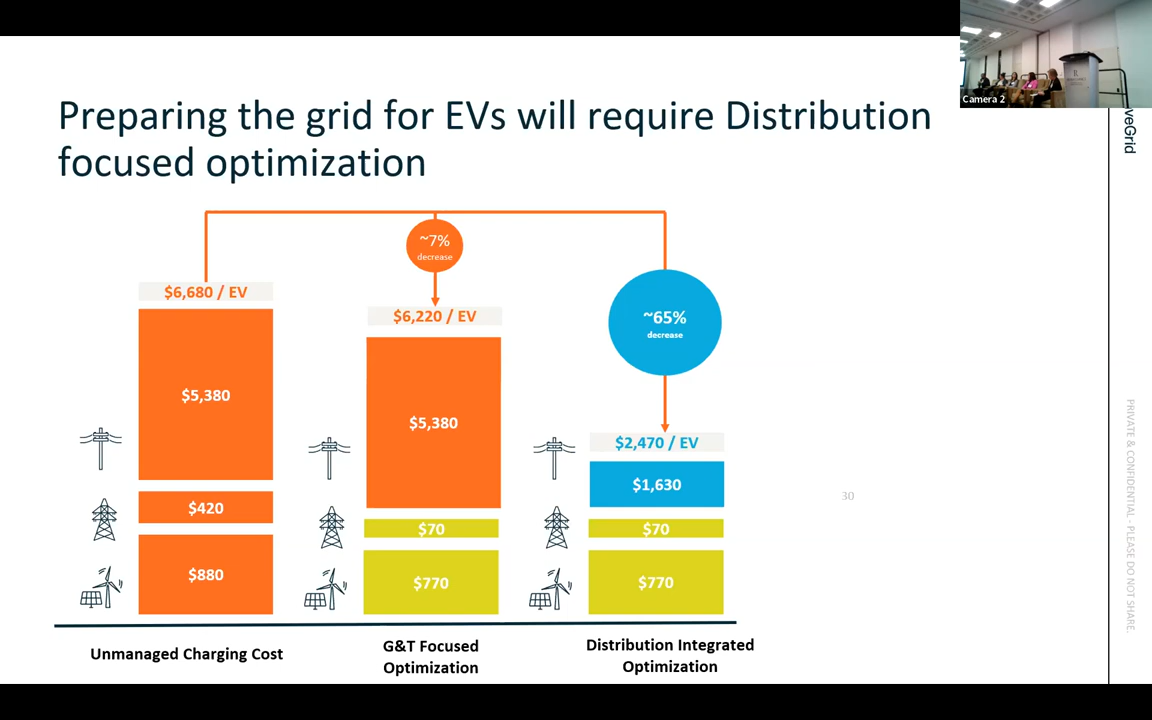 Camera 2
Preparing the grid for EVs will require Distribution
focused optimization
~7%
decrease
$6,680 / EV
$6,220 / EV
~65%
decrease
$5,380
$5,380
$2,470 / EV
$1,630
$420
$70
$70
$880
$770
$770
30
Unmanaged Charging Cost
G&T Focused
Optimization
Distribution Integrated
Optimization
veGrid
PRIVATE & CONFIDENTIAL - PLEASE DO NOT SHARE.